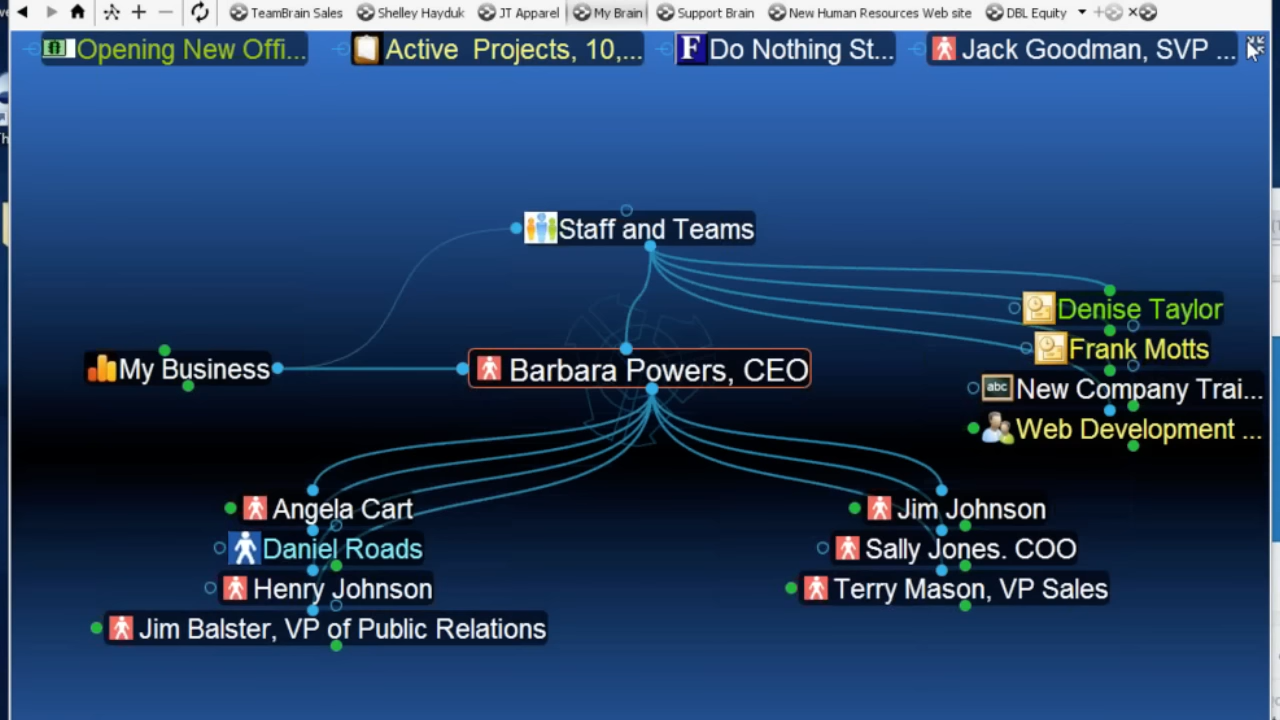 TeamBrain Sales Shelley Hayduk JT Apparel My Brain Support Brain New Human Resources Web site DBL Equity
Opening New Offi... Active Projects, 10,... F Do Nothing St... Jack Goodman, SVP ...
Staff and Teams
Denise Taylor
Frank Motts
My Business
Barbara Powers, CEO
abc New Company Trai...
Web Development ...
Angela Cart
Daniel Roads
Henry Johnson
Jim Balster, VP of Public Relations
Jim Johnson
Sally Jones. COO
Terry Mason, VP Sales